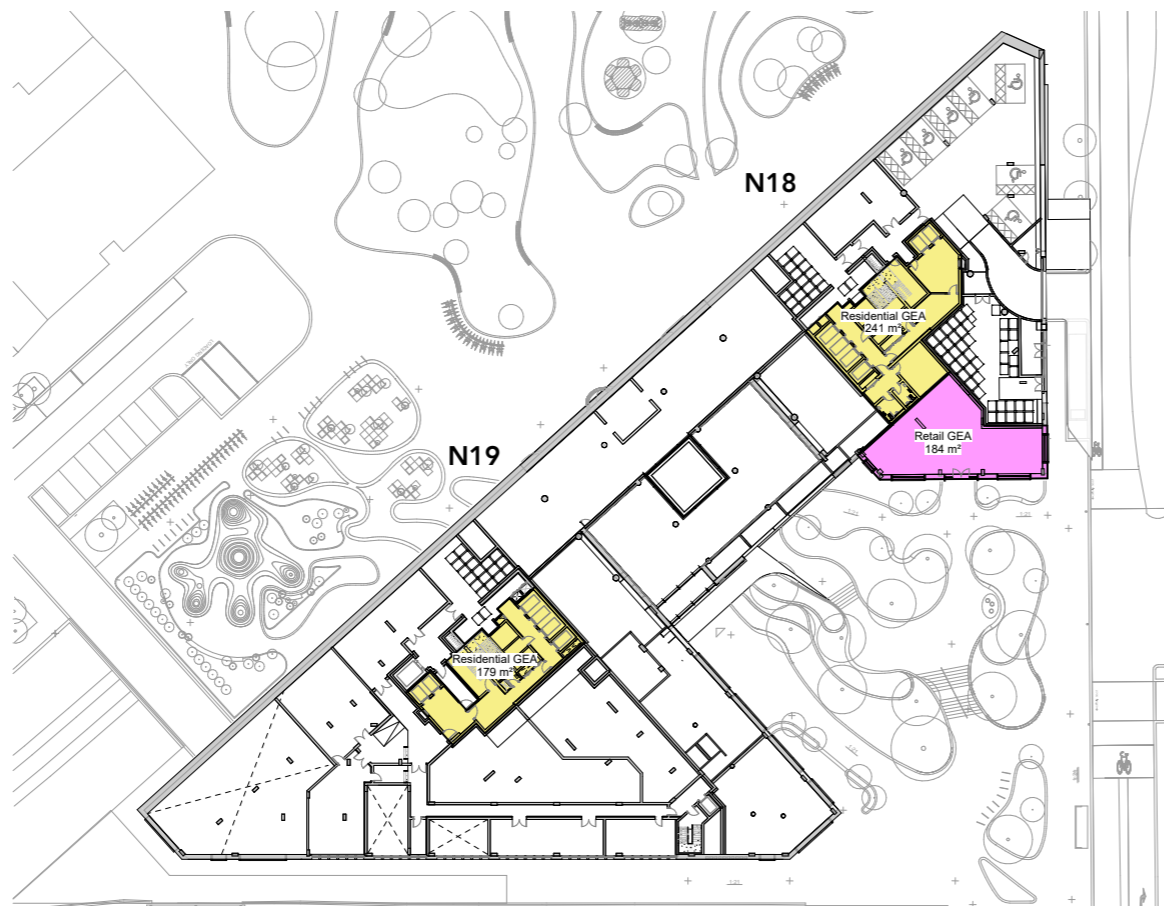 N18
Residential GEA
241 m²
Retail GEA
184 m²
N19
Residential GEA
179 m²